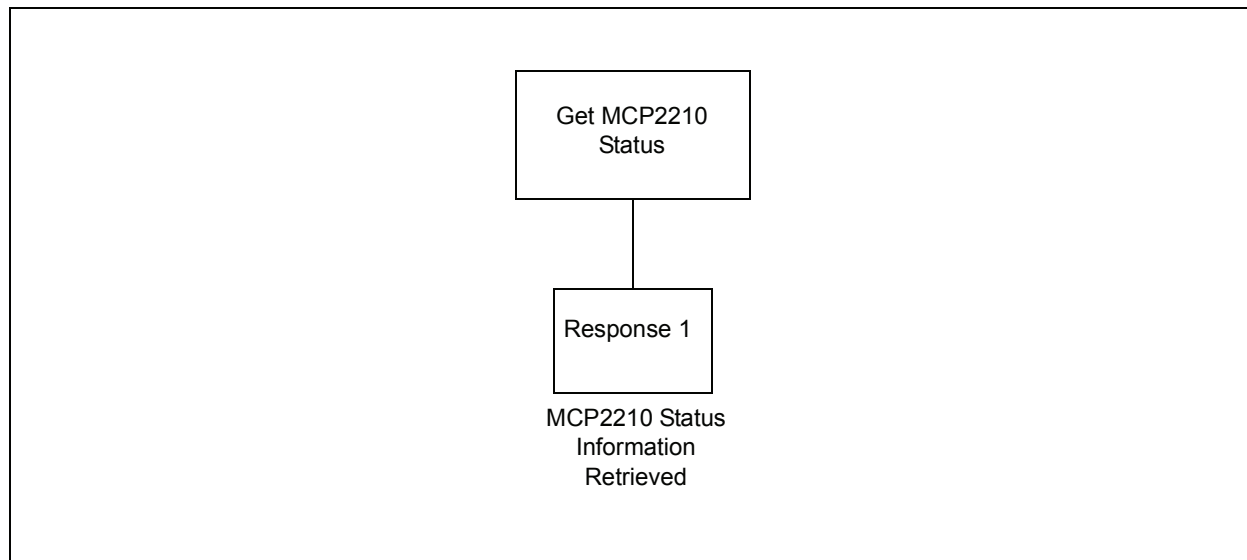 Get MCP2210
Status
Response 1
MCP2210 Status
Information
Retrieved